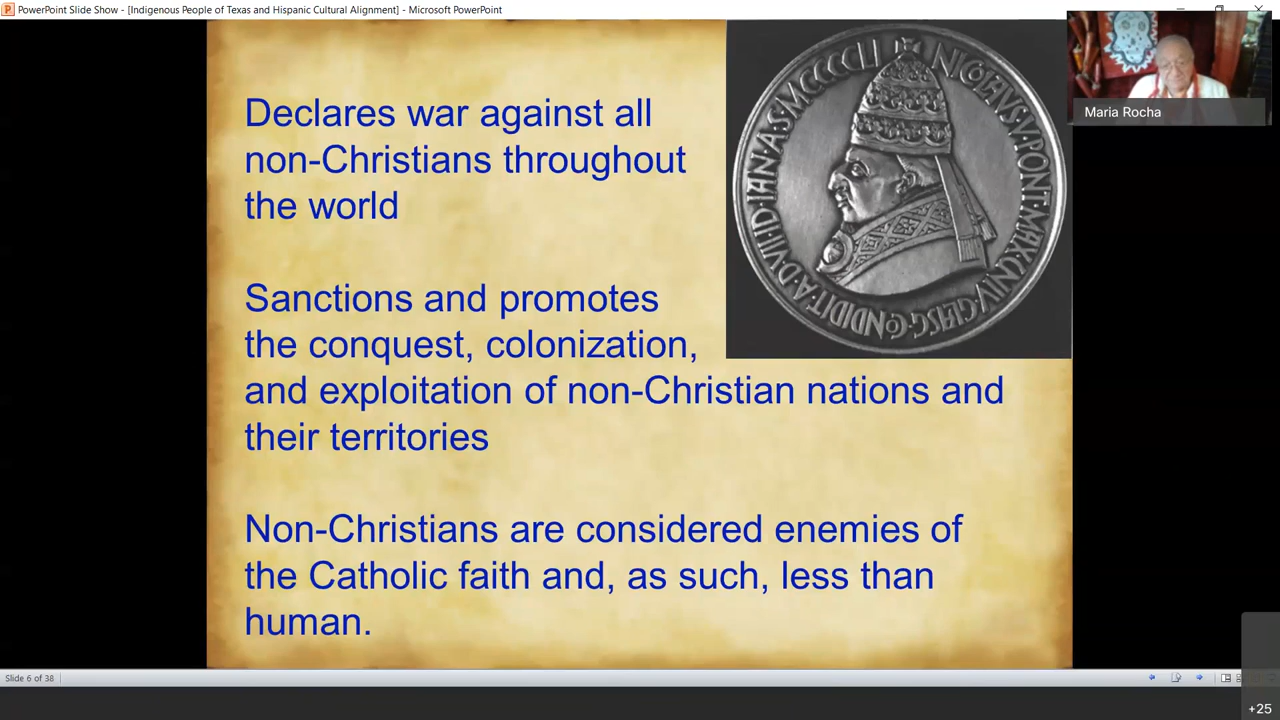 PowerPoint Slide Show - [Indigenous People of Texas and Hispanic Cultural Alignment] - Microsoft PowerPoint
Declares war against all
non-Christians throughout
the world
Sanctions and promotes
the conquest, colonization,
and exploitation of non-Christian nations and
their territories
Non-Christians are considered enemies of
the Catholic faith and, as such, less than
human.
Maria Rocha
Slide 6 of 38
+25